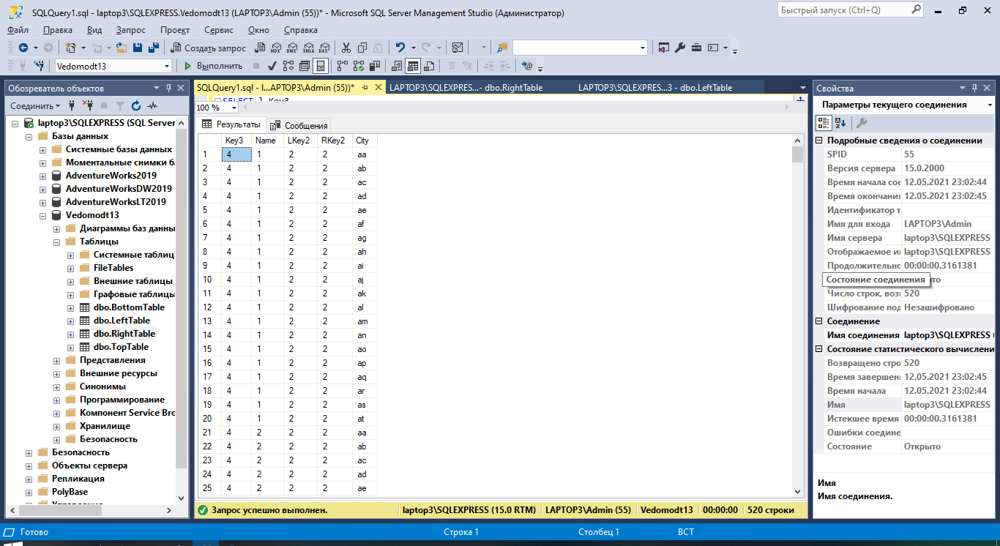 SQLQuery1.sql - laptop3\SQLEXPRESS.Vedomodt13 (LAPTOP3\Admin (55))* - Microsoft SQL Server Management Studio (Администратор)
Быстрый запуск (Ctrl+Q)
Файл Правка Вид Запрос Проект Сервис Окно Справка
Создать запрос MDX DMX XMLA DAX
Vedomodt13 Выполнить
Обозреватель объектов
Соединить
laptop3\SQLEXPRESS (SQL Server
Базы данных
Системные базы данных
Моментальные снимки ба
AdventureWorks2019
AdventureWorksDW2019
AdventureWorksLT2019
Vedomodt13
Диаграммы баз данны
Таблицы
Системные таблиц
FileTables
Внешние таблицы
Графовые таблицы
dbo.BottomTable
dbo.LeftTable
dbo.RightTable
dbo.TopTable
Представления
Внешние ресурсы
Синонимы
Программирование
Компонент Service Bro
Хранилище
Безопасность
Безопасность
Объекты сервера
Репликация
PolyBase
SQLQuery1.sql - l...APTOP3\Admin (55))* LAPTOP3\SQLEXPRES...- dbo.RightTable LAPTOP3\SQLEXPRES...3 - dbo.LeftTable
100 %
Результаты Сообщения
Key3 Name LKey2 RKey2 City
1 4 1 2 2 aa
2 4 1 2 2 ab
3 4 1 2 2 ac
4 4 1 2 2 ad
5 4 1 2 2 ae
6 4 1 2 2 af
7 4 1 2 2 ag
8 4 1 2 2 ah
9 4 1 2 2 ai
10 4 1 2 2 aj
11 4 1 2 2 ak
12 4 1 2 2 al
13 4 1 2 2 am
14 4 1 2 2 an
15 4 1 2 2 ao
16 4 1 2 2 ap
17 4 1 2 2 aq
18 4 1 2 2 ar
19 4 1 2 2 as
20 4 1 2 2 at
21 4 2 2 2 aa
22 4 2 2 2 ab
23 4 2 2 2 ac
24 4 2 2 2 ad
25 4 2 2 2 ae
Запрос успешно выполнен. laptop3\SQLEXPRESS (15.0 RTM) LAPTOP3\Admin (55) Vedomodt13 00:00:00 520 строки
Свойства
Параметры текущего соединения
Подробные сведения о соединении
SPID 55
Версия сервера 15.0.2000
Время начала сое 12.05.2021 23:02:44
Время окончания 12.05.2021 23:02:45
Идентификатор т
Имя для входа LAPTOP3\Admin
Имя сервера laptop3\SQLEXPRESS
Отображаемое и laptop3\SQLEXPRESS
Продолжительно 00:00:00.3161381
Состояние соединения
Число строк, воз 520
Шифрование под Незашифровано
Соединение
Имя соединения laptop3\SQLEXPRESS (
Состояние статистического вычислени
Возвращено стро 520
Время завершен 12.05.2021 23:02:45
Время начала 12.05.2021 23:02:44
Имя laptop3\SQLEXPRESS
Истекшее время 00:00:00.3161381
Ошибки соедине
Состояние Открыто
Имя
Имя соединения.
Готово Строка 1 Столбец 1 ВСТ